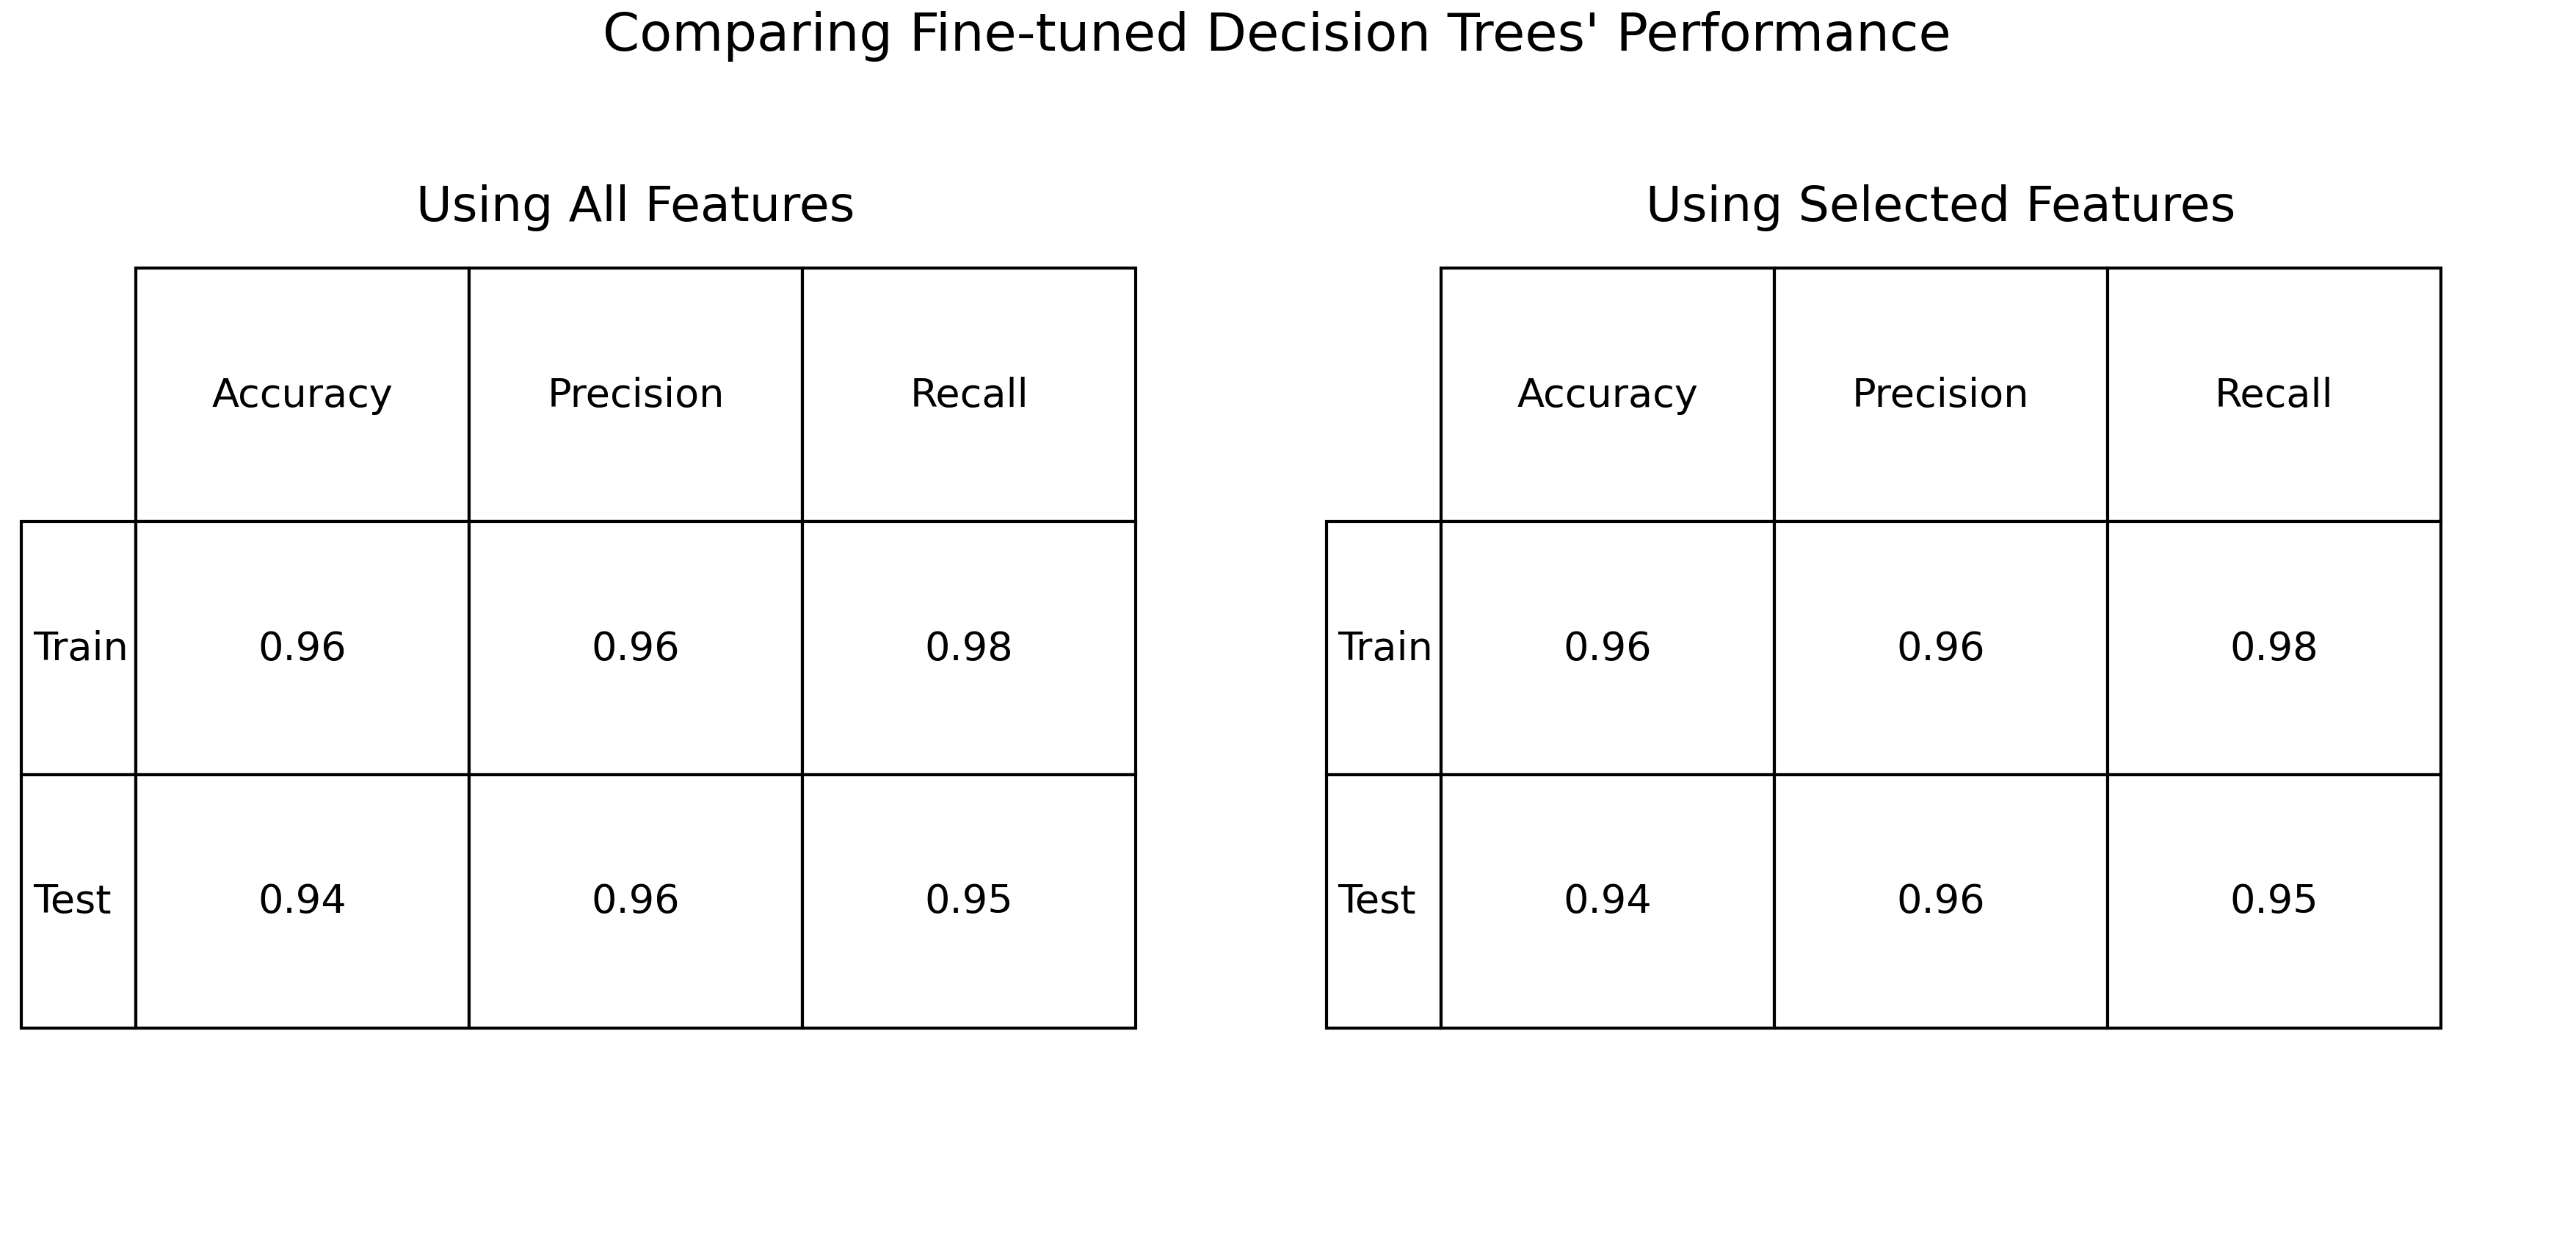 Comparing Fine-tuned Decision Trees' Performance
Using All Features
Accuracy Precision Recall
Train 0.96 0.96 0.98
Test 0.94 0.96 0.95
Using Selected Features
Accuracy Precision Recall
Train 0.96 0.96 0.98
Test 0.94 0.96 0.95